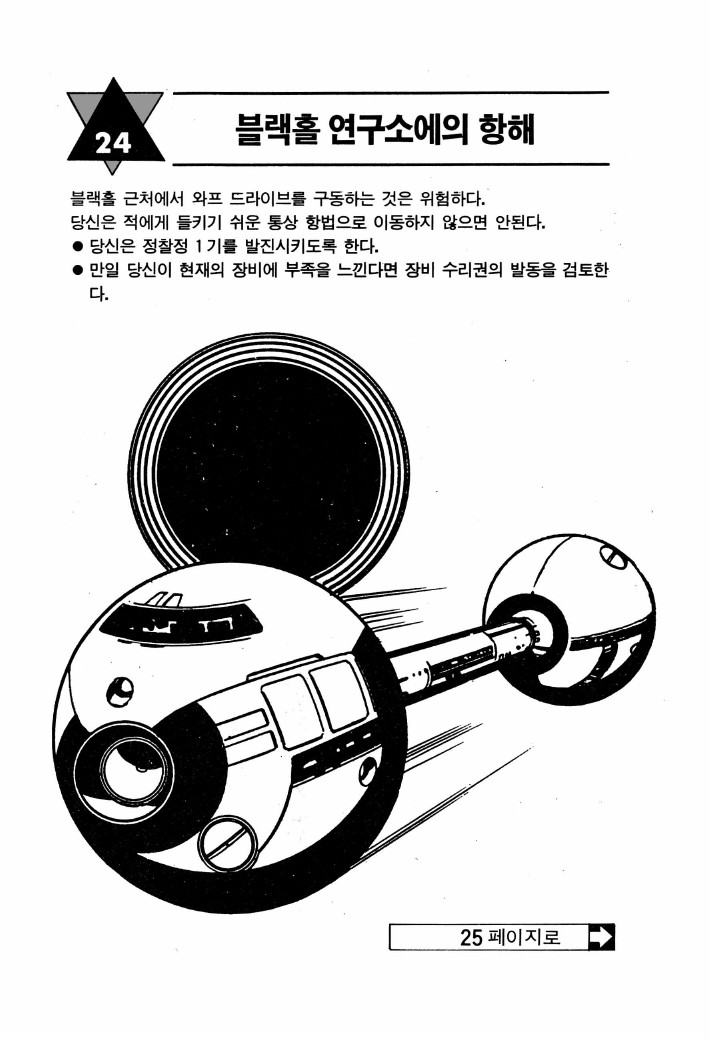 24
블랙홀 연구소에의 항해
블랙홀 근처에서 와프 드라이브를 구동하는 것은 위험하다.
당신은 적에게 들키기 쉬운 통상 항법으로 이동하지 않으면 안된다.
● 당신은 정찰정 1기를 발진시키도록 한다.
● 만일 당신이 현재의 장비에 부족을 느낀다면 장비 수리권의 발동을 검토한
다.
25 페이지로